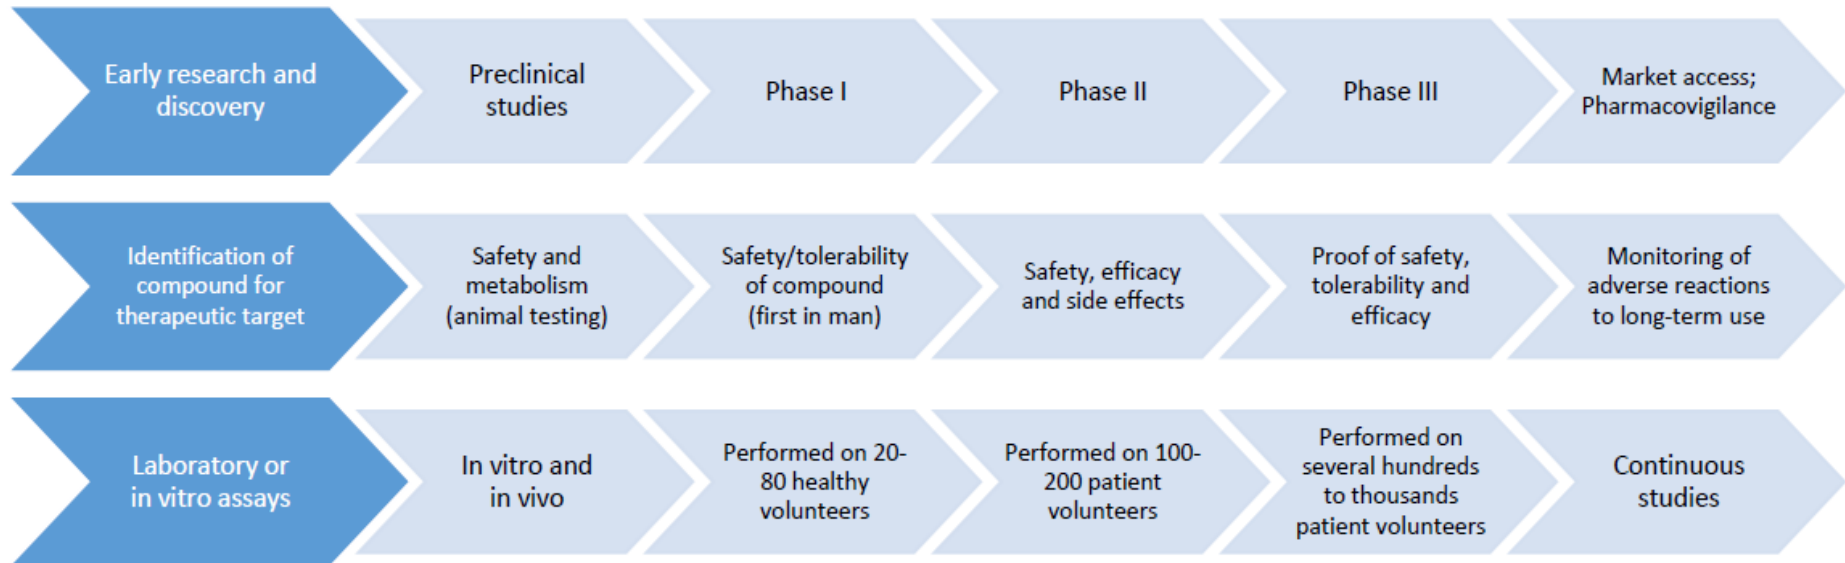 Early research and
discovery
Preclinical
studies
Phase I
Phase II
Phase III
Market access;
Pharmacovigilance
Identification of
compound for
therapeutic target
Safety and
metabolism
(animal testing)
Safety/tolerability
of compound
(first in man)
Safety, efficacy
and side effects
Proof of safety,
tolerability and
efficacy
Monitoring of
adverse reactions
to long-term use
Laboratory or
in vitro assays
In vitro and
in vivo
Performed on 20-
80 healthy
volunteers
Performed on 100-
200 patient
volunteers
Performed on
several hundreds
to thousands
patient volunteers
Continuous
studies